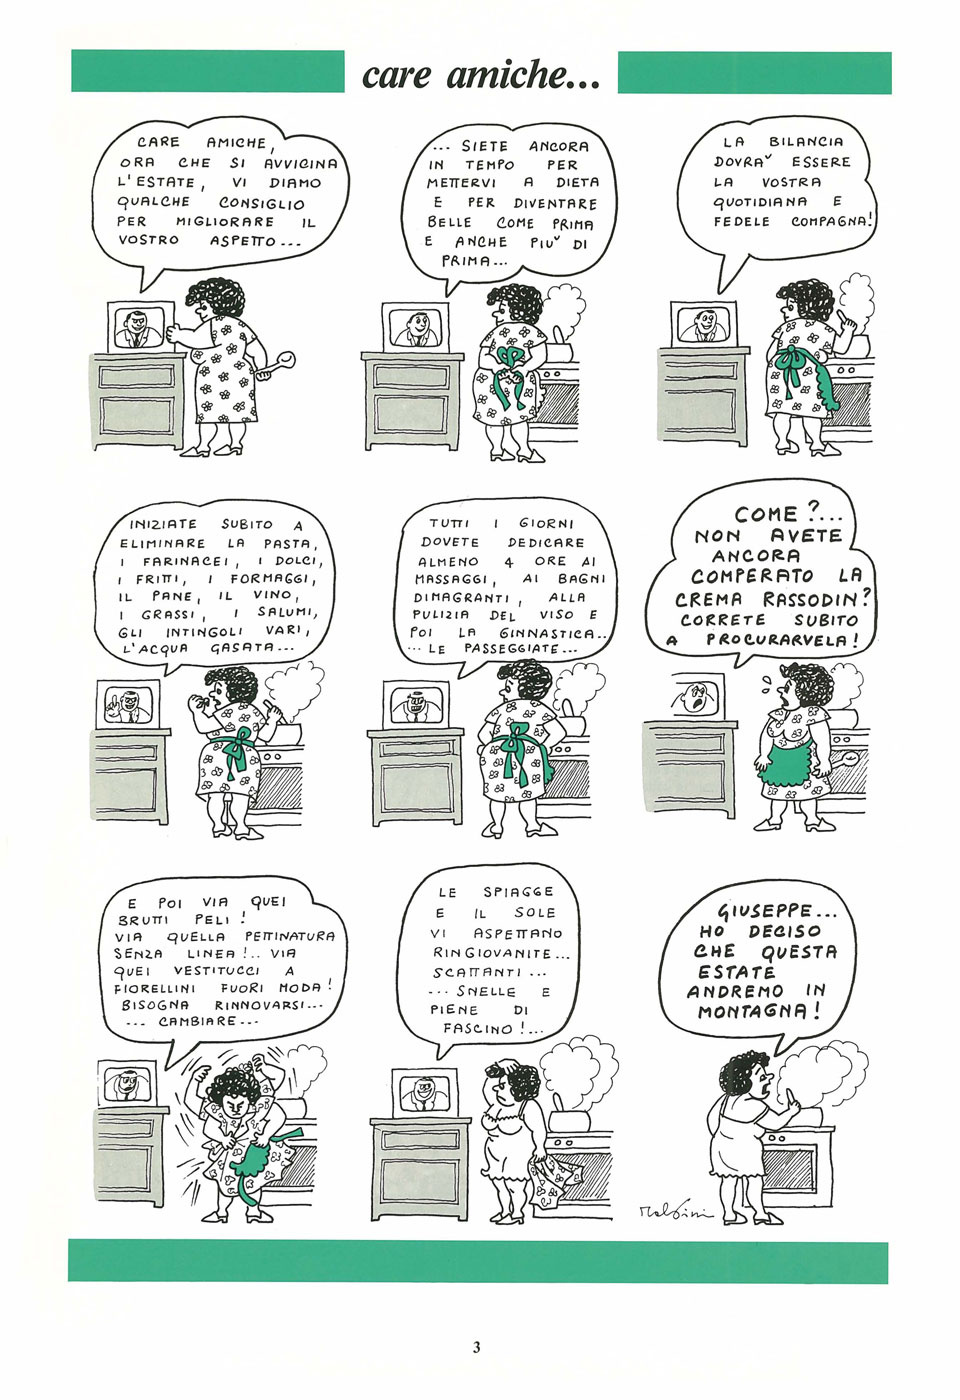 care amiche...
CARE AMICHE,
ORA CHE SI AVVICINA
L'ESTATE, VI DIAMO
QUALCHE CONSIGLIO
PER MIGLIORARE IL
VOSTRO ASPETTO...
... SIETE ANCORA
IN TEMPO PER
METTERVI A DIETA
E PER DIVENTARE
BELLE COME PRIMA
E ANCHE PIU' DI
PRIMA...
LA BILANCIA
DOVRA' ESSERE
LA VOSTRA
QUOTIDIANA E
FEDELE COMPAGNA!
INIZIATE SUBITO A
ELIMINARE LA PASTA,
I FARINACEI, I DOLCI,
I FRITTI, I FORMAGGI,
IL PANE, IL VINO,
I GRASSI, I SALUMI,
GLI INTINGOLI VARI,
L'ACQUA GASATA...
TUTTI I GIORNI
DOVETE DEDICARE
ALMENO 4 ORE AI
MASSAGGI, AI BAGNI
DIMAGRANTI, ALLA
PULIZIA DEL VISO E
POI LA GINNASTICA..
... LE PASSEGGIATE...
COME?...
NON AVETE
ANCORA
COMPERATO LA
CREMA RASSODIN?
CORRETE SUBITO
A PROCURARVELA!
E POI VIA QUEI
BRUTTI PELI!
VIA QUELLA PETTINATURA
SENZA LINEA!.. VIA
QUEI VESTITUCCI A
FIORELLINI FUORI MODA!
BISOGNA RINNOVARSI...
... CAMBIARE...
LE SPIAGGE
E IL SOLE
VI ASPETTANO
RINGIOVANITE...
SCATTANTI...
... SNELLE E
PIENE DI
FASCINO!...
GIUSEPPE...
HO DECISO
CHE QUESTA
ESTATE
ANDREMO IN
MONTAGNA!
3